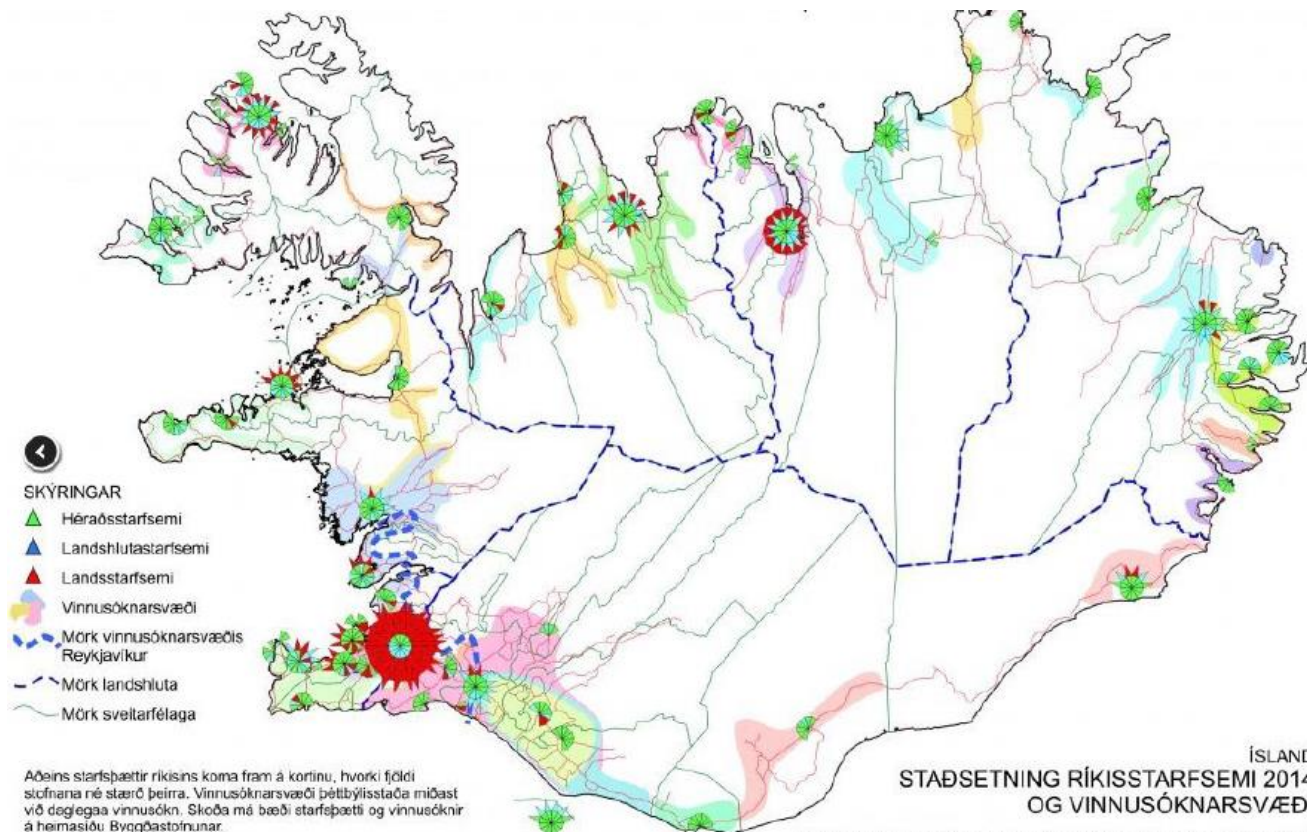 SKÝRINGAR
Héraðsstarfsemi
Landshlutastarfsemi
Landsstarfsemi
Vinnusóknarsvæði
Mörk vinnusóknarsvæðis
Reykjavíkur
Mörk landshluta
Mörk sveitarfélaga
Aðeins starfsþættir ríkisins koma fram á kortinu, hvorki fjöldi
stofnana né stærð þeirra. Vinnusóknarsvæði þéttbýlisstaða miðast
við daglegaa vinnusókn. Skoða má bæði starfsþætti og vinnusóknir
á heimasíðu Byggðastofnunar.
ÍSLAND
STAÐSETNING RÍKISSTARFSEMI 2014
OG VINNUSÓKNARSVÆÐI